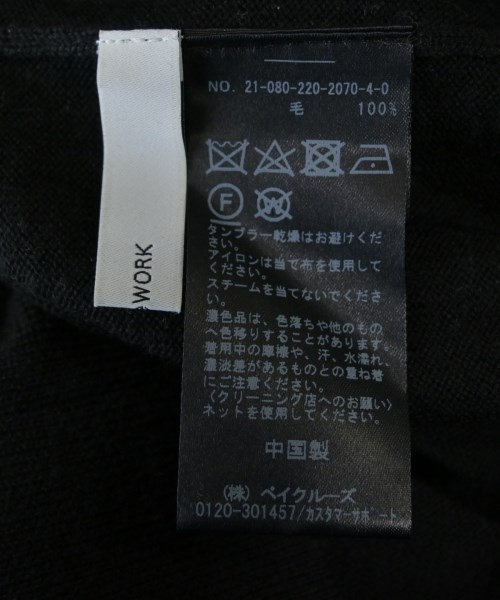 NO. 21-080-220-2070-4-0
毛 100%
F
W
タンブラー乾燥はお避けくだ
さい。
アイロンは当て布を使用して
ください。
スチームを当てないでくださ
い。
濃色品は、色落ちや他のもの
へ色移りすることがあります。
着用中の摩擦や、汗、水濡れ、
濃淡差があるものとの重ね着
にご注意ください。
〈クリーニング店へのお願い〉
ネットを使用してください。
中国製
(株) ベイクルーズ
0120-301457/カスタマーサポート
WORK